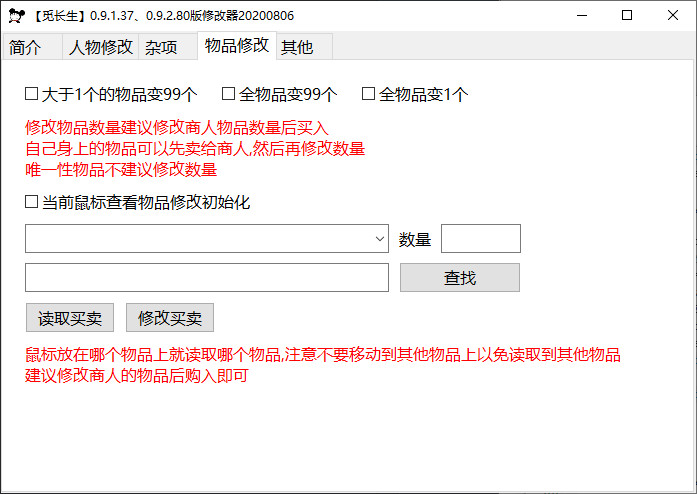 【觅长生】0.9.1.37、0.9.2.80版修改器20200806
简介 人物修改 杂项 物品修改 其他
大于1个的物品变99个 全物品变99个 全物品变1个
修改物品数量建议修改商人物品数量后买入
自己身上的物品可以先卖给商人,然后再修改数量
唯一性物品不建议修改数量
当前鼠标查看物品修改初始化
数量
查找
读取买卖 修改买卖
鼠标放在哪个物品上就读取哪个物品,注意不要移动到其他物品上以免读取到其他物品
建议修改商人的物品后购入即可